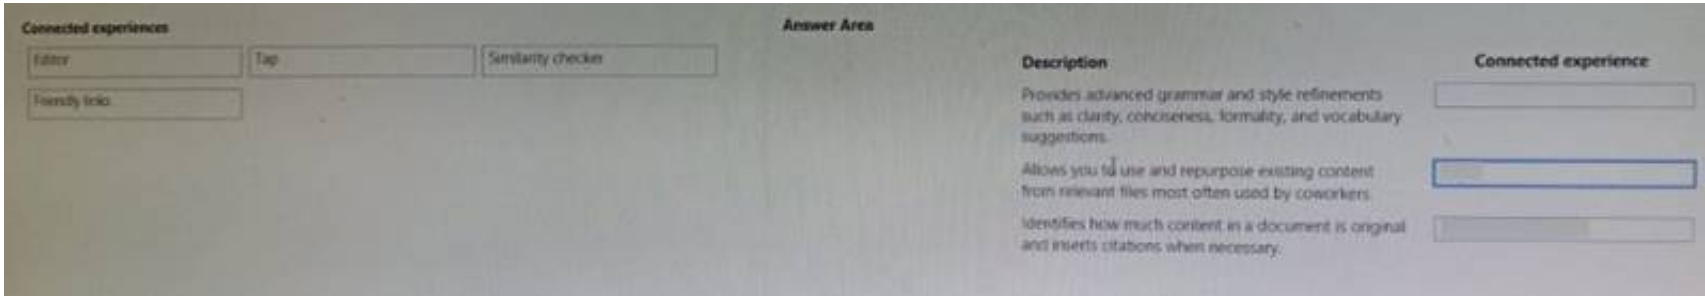 Connected experiences
Answer Area
Editor
Tap
Similarity checker
Friendly links
Description
Connected experience
Provides advanced grammar and style refinements
such as clarity, conciseness, formality, and vocabulary
suggestions.
Allows you to use and repurpose existing content
from relevant files most often used by coworkers.
Identifies how much content in a document is original
and inserts citations when necessary.